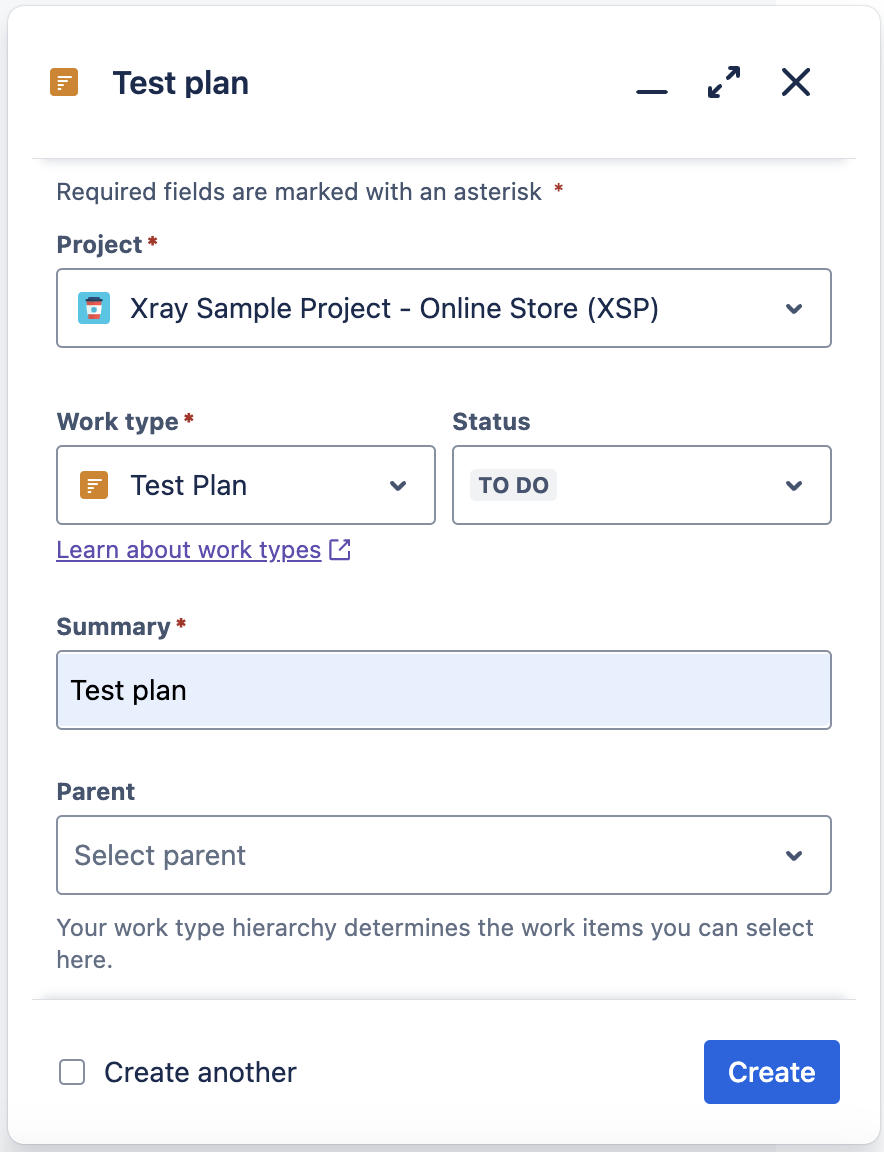 Test plan
Required fields are marked with an asterisk *
Project *
Xray Sample Project - Online Store (XSP)
Work type *
Status
Test Plan
TO DO
Learn about work types
Summary *
Test plan
Parent
Select parent
Your work type hierarchy determines the work items you can select
here.
Create another
Create